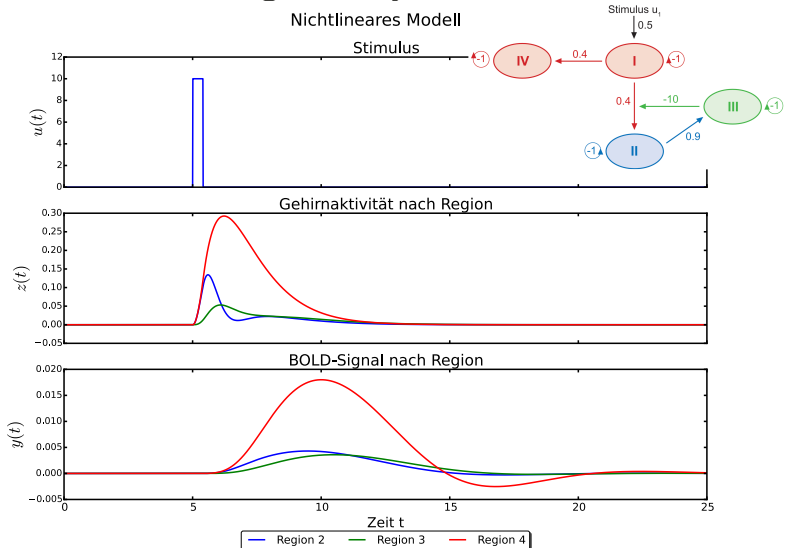 Nichtlineares Modell
Stimulus
Stimulus u₁
0.5
-1
IV
0.4
I
-1
0.4
-10
III
-1
-1
II
0.9
u(t)
12
10
8
6
4
2
0
Gehirnaktivität nach Region
z(t)
0.30
0.25
0.20
0.15
0.10
0.05
0.00
−0.05
BOLD-Signal nach Region
y(t)
0.020
0.015
0.010
0.005
0.000
−0.005
0 5 10 15 20 25
Zeit t
Region 2 Region 3 Region 4